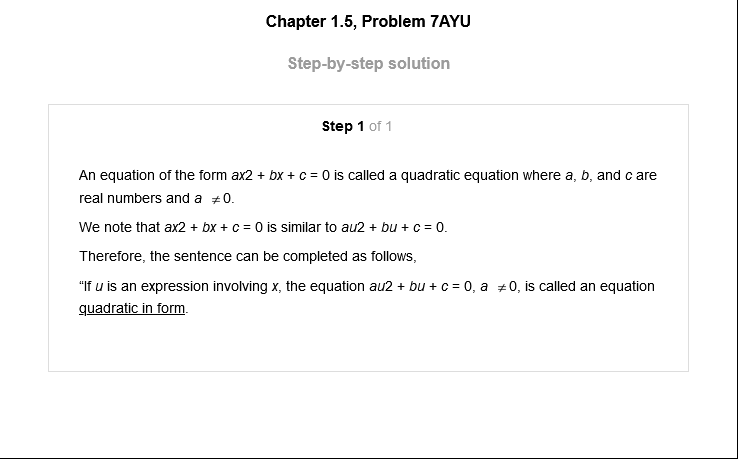 Chapter 1.5, Problem 7AYU
Step-by-step solution
Step 1 of 1
An equation of the form ax2 + bx + c = 0 is called a quadratic equation where a, b, and c are
real numbers and a ≠0.
We note that ax2 + bx + c = 0 is similar to au2 + bu + c = 0.
Therefore, the sentence can be completed as follows,
“If u is an expression involving x, the equation au2 + bu + c = 0, a ≠0, is called an equation
quadratic in form.